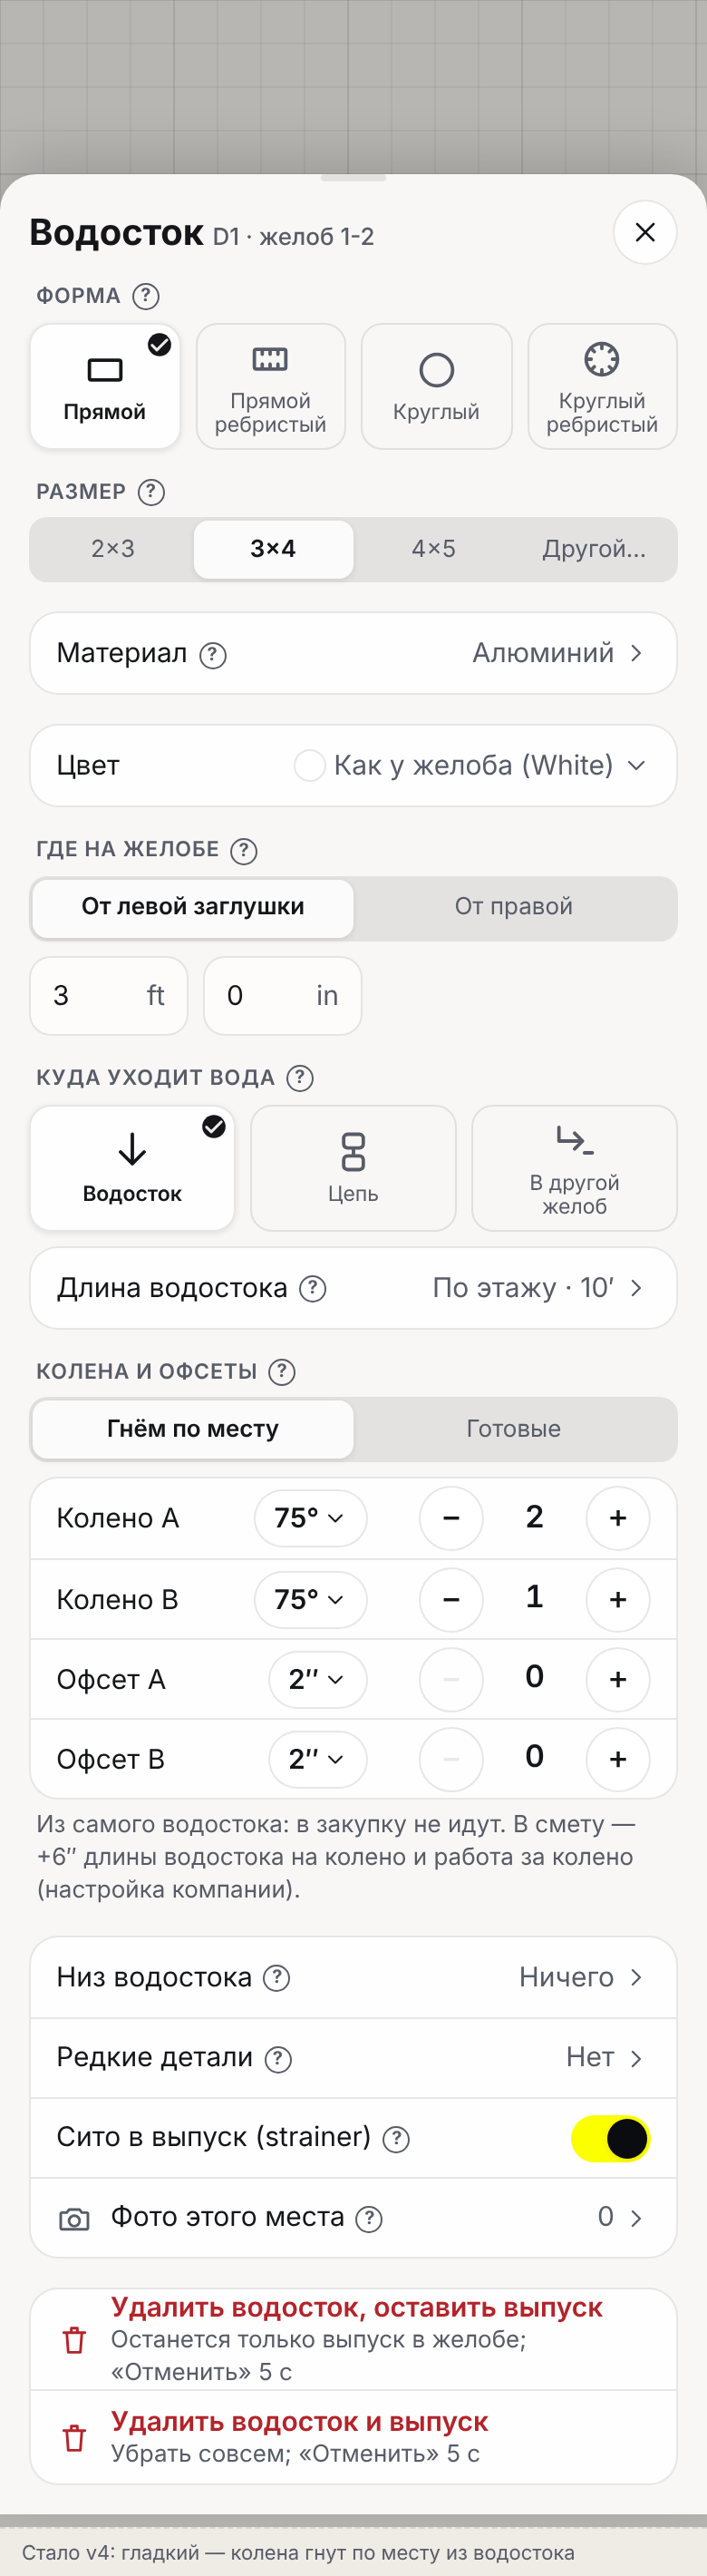 Водосток D1 · желоб 1-2
ФОРМА ?
Прямой
Прямой
ребристый
Круглый
Круглый
ребристый
РАЗМЕР ?
2×3 3×4 4×5 Другой...
Материал ? Алюминий
Цвет Как у желоба (White)
ГДЕ НА ЖЕЛОБЕ ?
От левой заглушки От правой
3 ft 0 in
КУДА УХОДИТ ВОДА ?
Водосток
Цепь
В другой
желоб
Длина водостока ? По этажу · 10′
КОЛЕНА И ОФСЕТЫ ?
Гнём по месту Готовые
Колено A 75° − 2 +
Колено B 75° − 1 +
Офсет A 2″ − 0 +
Офсет B 2″ − 0 +
Из самого водостока: в закупку не идут. В смету —
+6″ длины водостока на колено и работа за колено
(настройка компании).
Низ водостока ? Ничего
Редкие детали ? Нет
Сито в выпуск (strainer) ?
Фото этого места ? 0
Удалить водосток, оставить выпуск
Останется только выпуск в желобе;
«Отменить» 5 с
Удалить водосток и выпуск
Убрать совсем; «Отменить» 5 с
Стало v4: гладкий — колена гнут по месту из водостока